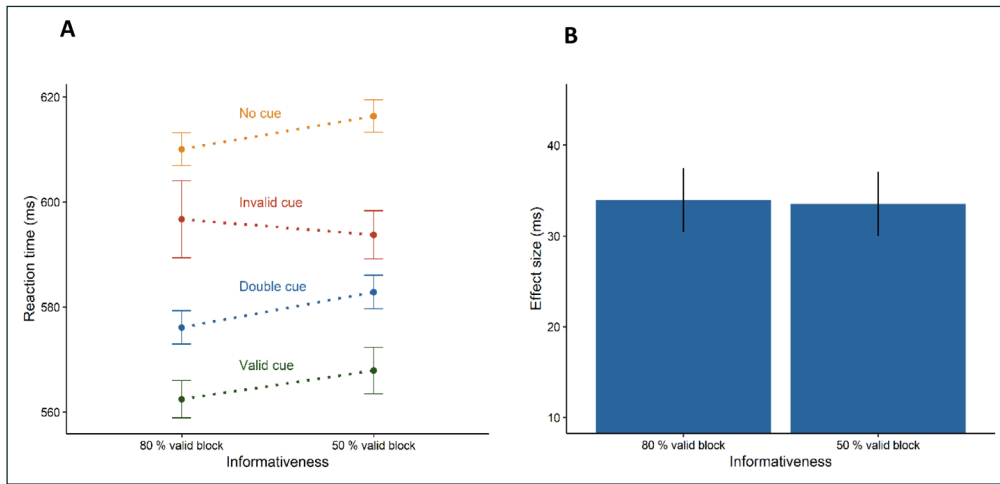 A
Reaction time (ms)
620
600
580
560
No cue
Invalid cue
Double cue
Valid cue
80 % valid block
50 % valid block
Informativeness
B
Effect size (ms)
40
30
20
10
80 % valid block
50 % valid block
Informativeness